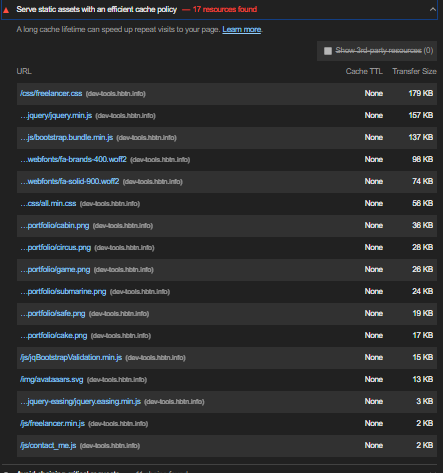 Serve static assets with an efficient cache policy — 17 resources found
A long cache lifetime can speed up repeat visits to your page. Learn more.
Show 3rd-party resources (0)
URL Cache TTL Transfer Size
/css/freelancer.css (dev-tools.hbtn.info) None 179 KB
…jquery/jquery.min.js (dev-tools.hbtn.info) None 157 KB
…js/bootstrap.bundle.min.js (dev-tools.hbtn.info) None 137 KB
…webfonts/fa-brands-400.woff2 (dev-tools.hbtn.info) None 98 KB
…webfonts/fa-solid-900.woff2 (dev-tools.hbtn.info) None 74 KB
…css/all.min.css (dev-tools.hbtn.info) None 56 KB
…portfolio/cabin.png (dev-tools.hbtn.info) None 36 KB
…portfolio/circus.png (dev-tools.hbtn.info) None 28 KB
…portfolio/game.png (dev-tools.hbtn.info) None 26 KB
…portfolio/submarine.png (dev-tools.hbtn.info) None 24 KB
…portfolio/safe.png (dev-tools.hbtn.info) None 19 KB
…portfolio/cake.png (dev-tools.hbtn.info) None 17 KB
/js/jqBootstrapValidation.min.js (dev-tools.hbtn.info) None 15 KB
/img/avataaars.svg (dev-tools.hbtn.info) None 13 KB
…jquery-easing/jquery.easing.min.js (dev-tools.hbtn.info) None 3 KB
/js/freelancer.min.js (dev-tools.hbtn.info) None 2 KB
/js/contact_me.js (dev-tools.hbtn.info) None 2 KB